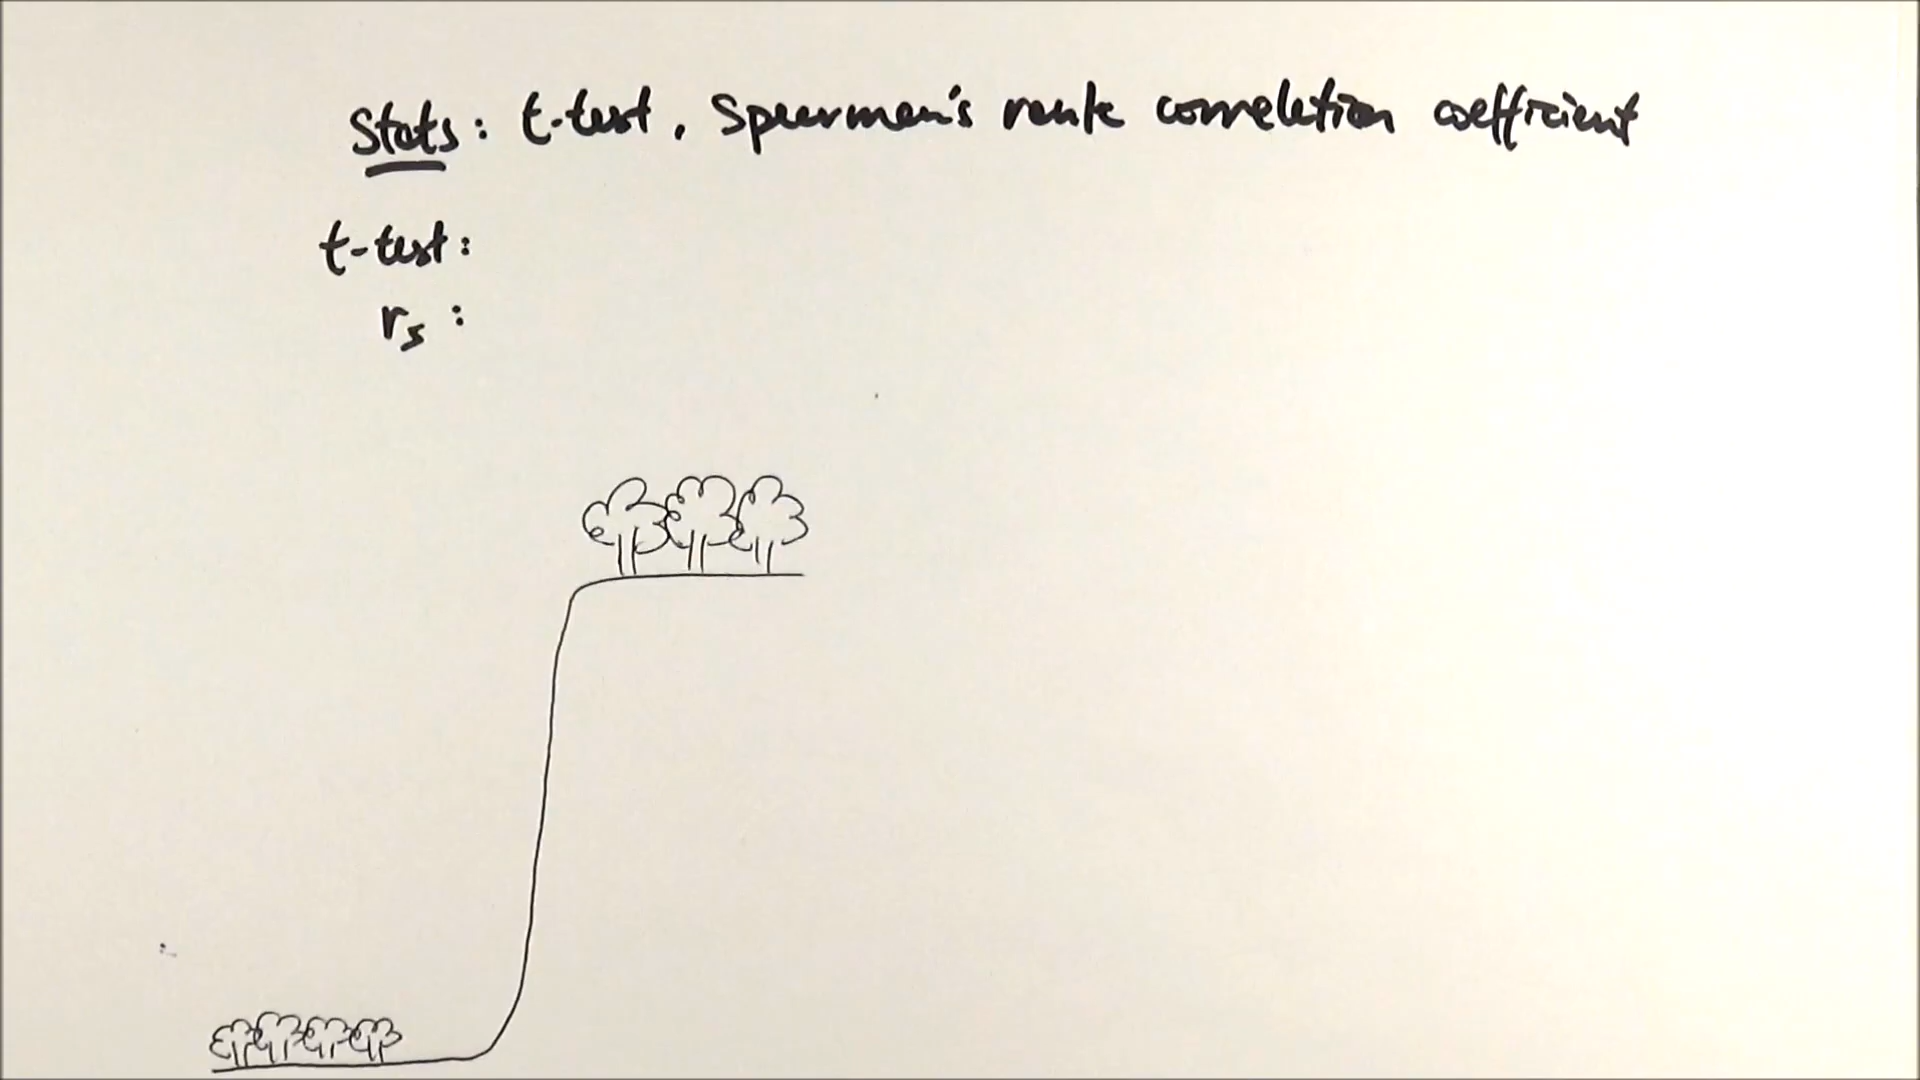 Stats: t-test, Spearman's rank correlation coefficient
t-test:
rs :